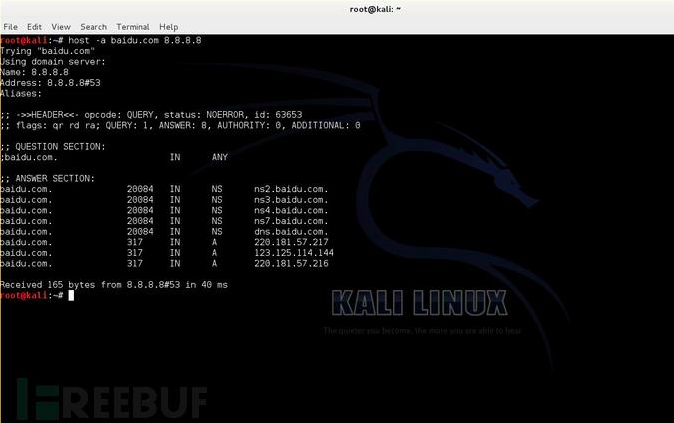 root@kali: ~
File Edit View Search Terminal Help
root@kali:~# host -a baidu.com 8.8.8.8
Trying "baidu.com"
Using domain server:
Name: 8.8.8.8
Address: 8.8.8.8#53
Aliases:
;; ->>HEADER<<- opcode: QUERY, status: NOERROR, id: 63653
;; flags: qr rd ra; QUERY: 1, ANSWER: 8, AUTHORITY: 0, ADDITIONAL: 0
;; QUESTION SECTION:
;baidu.com. IN ANY
;; ANSWER SECTION:
baidu.com. 20084 IN NS ns2.baidu.com.
baidu.com. 20084 IN NS ns3.baidu.com.
baidu.com. 20084 IN NS ns4.baidu.com.
baidu.com. 20084 IN NS ns7.baidu.com.
baidu.com. 20084 IN NS dns.baidu.com.
baidu.com. 317 IN A 220.181.57.217
baidu.com. 317 IN A 123.125.114.144
baidu.com. 317 IN A 220.181.57.216
Received 165 bytes from 8.8.8.8#53 in 40 ms
root@kali:~#
KALI LINUX
The quieter you become, the more you are able to hear
FREEBUF